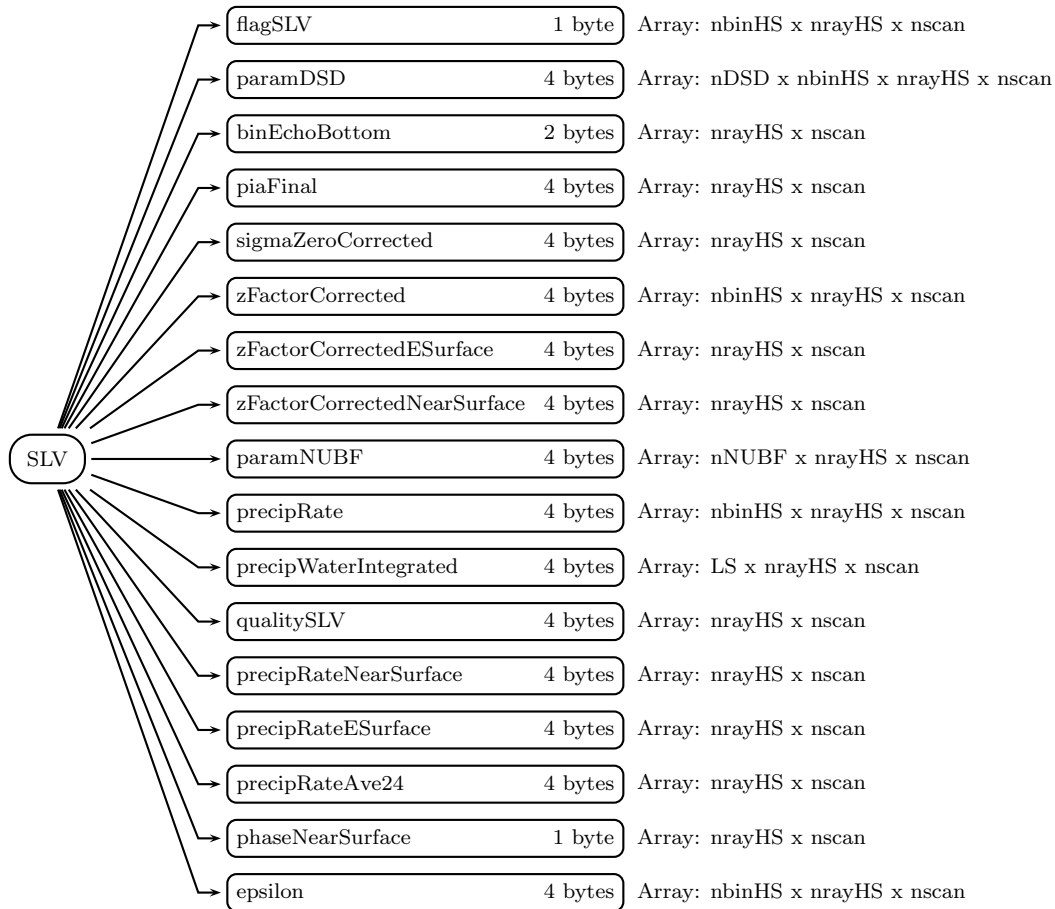 flagSLV 1 byte Array: nbinHS x nrayHS x nscan
paramDSD 4 bytes Array: nDSD x nbinHS x nrayHS x nscan
binEchoBottom 2 bytes Array: nrayHS x nscan
piaFinal 4 bytes Array: nrayHS x nscan
sigmaZeroCorrected 4 bytes Array: nrayHS x nscan
zFactorCorrected 4 bytes Array: nbinHS x nrayHS x nscan
zFactorCorrectedESurface 4 bytes Array: nrayHS x nscan
zFactorCorrectedNearSurface 4 bytes Array: nrayHS x nscan
SLV
paramNUBF 4 bytes Array: nNUBF x nrayHS x nscan
precipRate 4 bytes Array: nbinHS x nrayHS x nscan
precipWaterIntegrated 4 bytes Array: LS x nrayHS x nscan
qualitySLV 4 bytes Array: nrayHS x nscan
precipRateNearSurface 4 bytes Array: nrayHS x nscan
precipRateESurface 4 bytes Array: nrayHS x nscan
precipRateAve24 4 bytes Array: nrayHS x nscan
phaseNearSurface 1 byte Array: nrayHS x nscan
epsilon 4 bytes Array: nbinHS x nrayHS x nscan